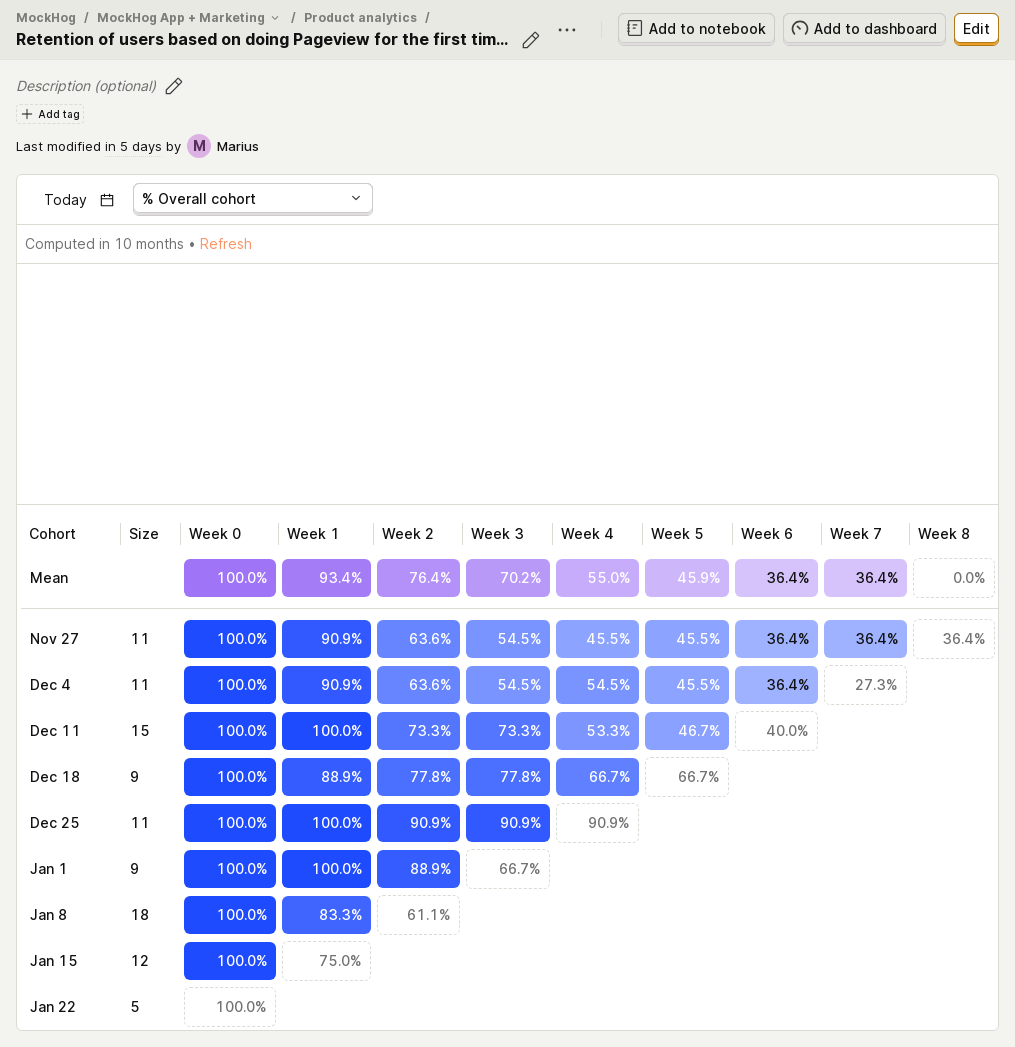 MockHog / MockHog App + Marketing / Product analytics /
Retention of users based on doing Pageview for the first tim...
Add to notebook
Add to dashboard
Edit
Description (optional)
Add tag
Last modified in 5 days by M Marius
Today
% Overall cohort
Computed in 10 months • Refresh
Cohort Size Week 0 Week 1 Week 2 Week 3 Week 4 Week 5 Week 6 Week 7 Week 8
Mean 100.0% 93.4% 76.4% 70.2% 55.0% 45.9% 36.4% 36.4% 0.0%
Nov 27 11 100.0% 90.9% 63.6% 54.5% 45.5% 45.5% 36.4% 36.4% 36.4%
Dec 4 11 100.0% 90.9% 63.6% 54.5% 54.5% 45.5% 36.4% 27.3%
Dec 11 15 100.0% 100.0% 73.3% 73.3% 53.3% 46.7% 40.0%
Dec 18 9 100.0% 88.9% 77.8% 77.8% 66.7% 66.7%
Dec 25 11 100.0% 100.0% 90.9% 90.9% 90.9%
Jan 1 9 100.0% 100.0% 88.9% 66.7%
Jan 8 18 100.0% 83.3% 61.1%
Jan 15 12 100.0% 75.0%
Jan 22 5 100.0%